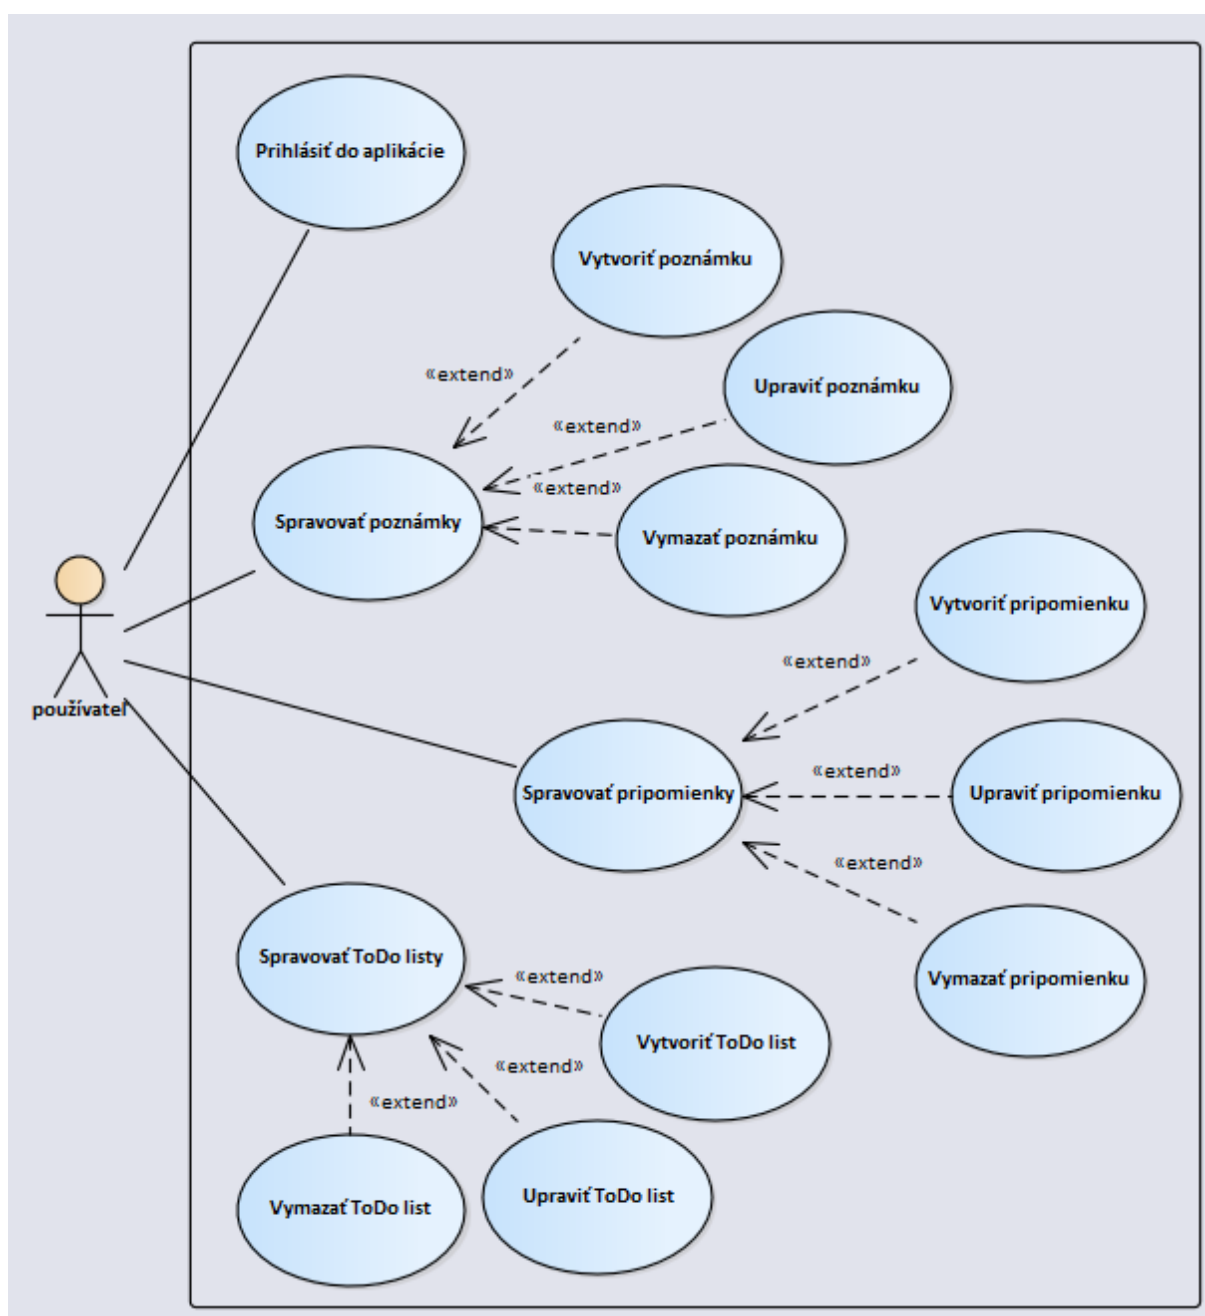 Prihlásiť do aplikácie
Vytvoriť poznámku
«extend»
Upraviť poznámku
«extend»
«extend»
Spravovať poznámky
Vymazať poznámku
Vytvoriť pripomienku
«extend»
používateľ
«extend»
Spravovať pripomienky
Upraviť pripomienku
«extend»
Spravovať ToDo listy
«extend»
Vymazať pripomienku
Vytvoriť ToDo list
«extend»
«extend»
Vymazať ToDo list
Upraviť ToDo list